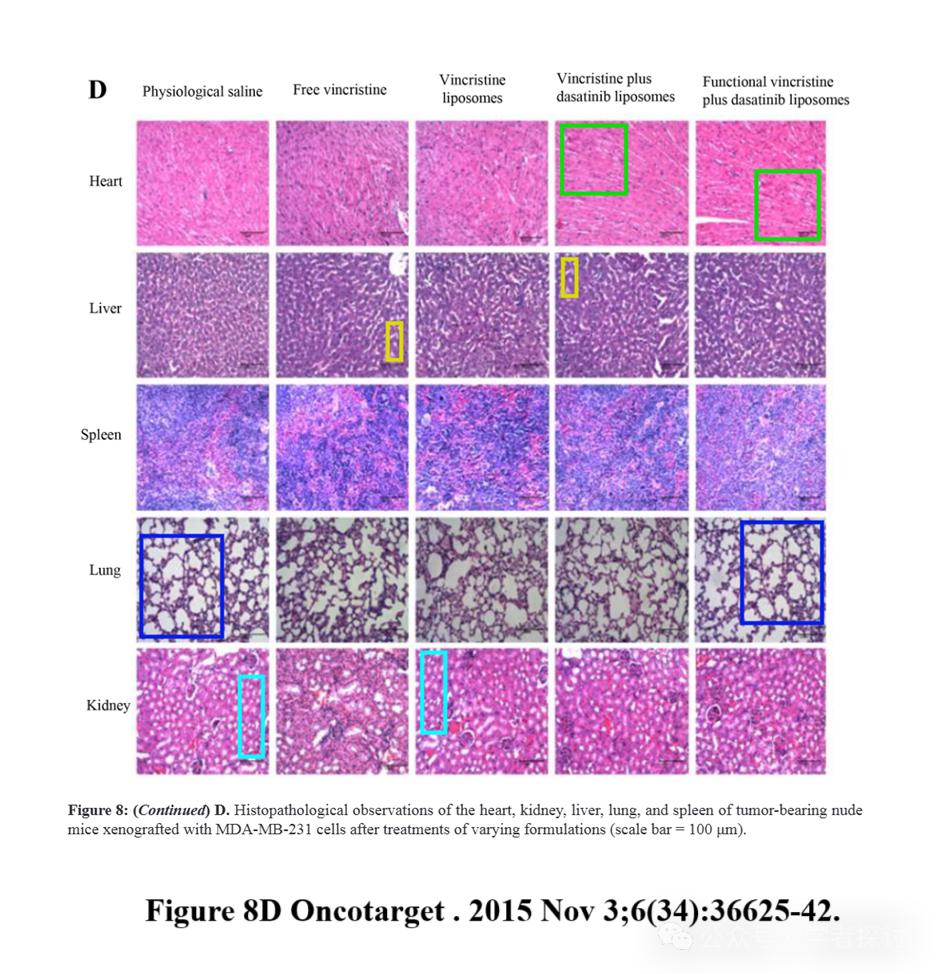 D
Physiological saline
Free vincristine
Vincristine
liposomes
Vincristine plus
dasatinib liposomes
Functional vincristine
plus dasatinib liposomes
Heart
Liver
Spleen
Lung
Kidney
Figure 8: (Continued) D. Histopathological observations of the heart, kidney, liver, lung, and spleen of tumor-bearing nude
mice xenografted with MDA-MB-231 cells after treatments of varying formulations (scale bar = 100 μm).
Figure 8D Oncotarget . 2015 Nov 3;6(34):36625-42.